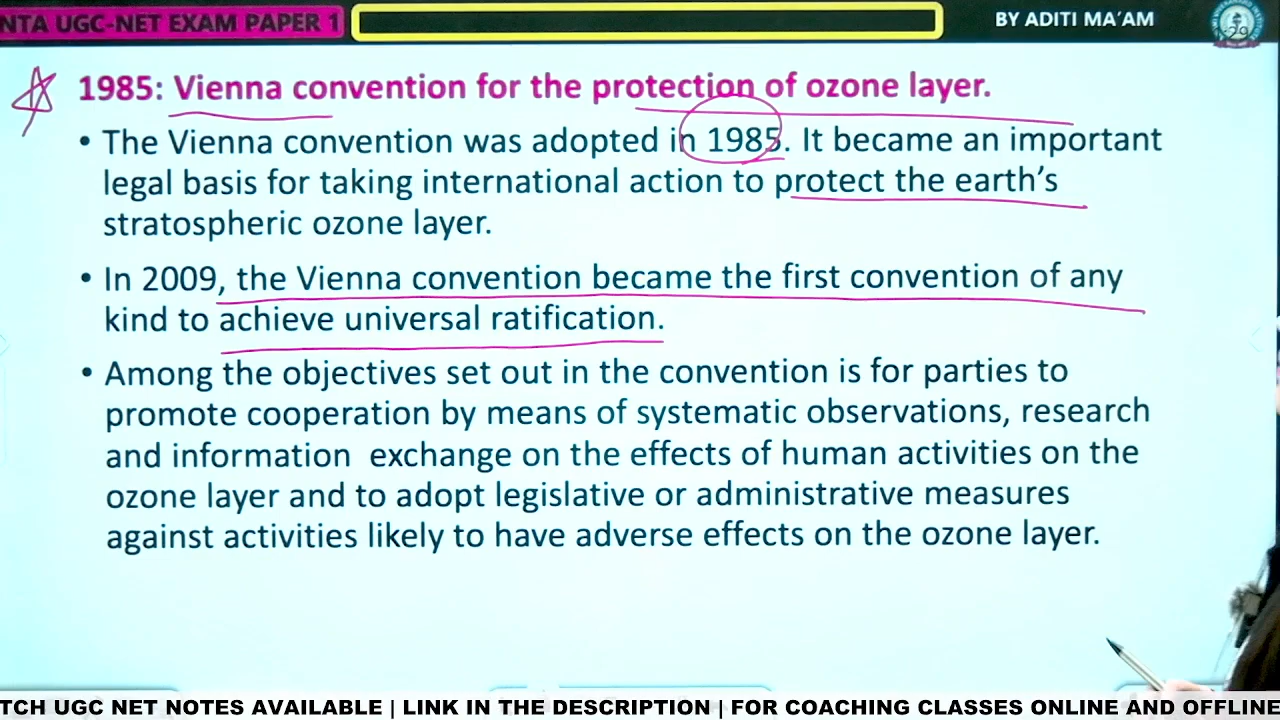 NTA UGC-NET EXAM PAPER 1
BY ADITI MA'AM
29
1985: Vienna convention for the protection of ozone layer.
• The Vienna convention was adopted in 1985. It became an important
legal basis for taking international action to protect the earth's
stratospheric ozone layer.
• In 2009, the Vienna convention became the first convention of any
kind to achieve universal ratification.
• Among the objectives set out in the convention is for parties to
promote cooperation by means of systematic observations, research
and information exchange on the effects of human activities on the
ozone layer and to adopt legislative or administrative measures
against activities likely to have adverse effects on the ozone layer.
TCH UGC NET NOTES AVAILABLE | LINK IN THE DESCRIPTION | FOR COACHING CLASSES ONLINE AND OFFLINE